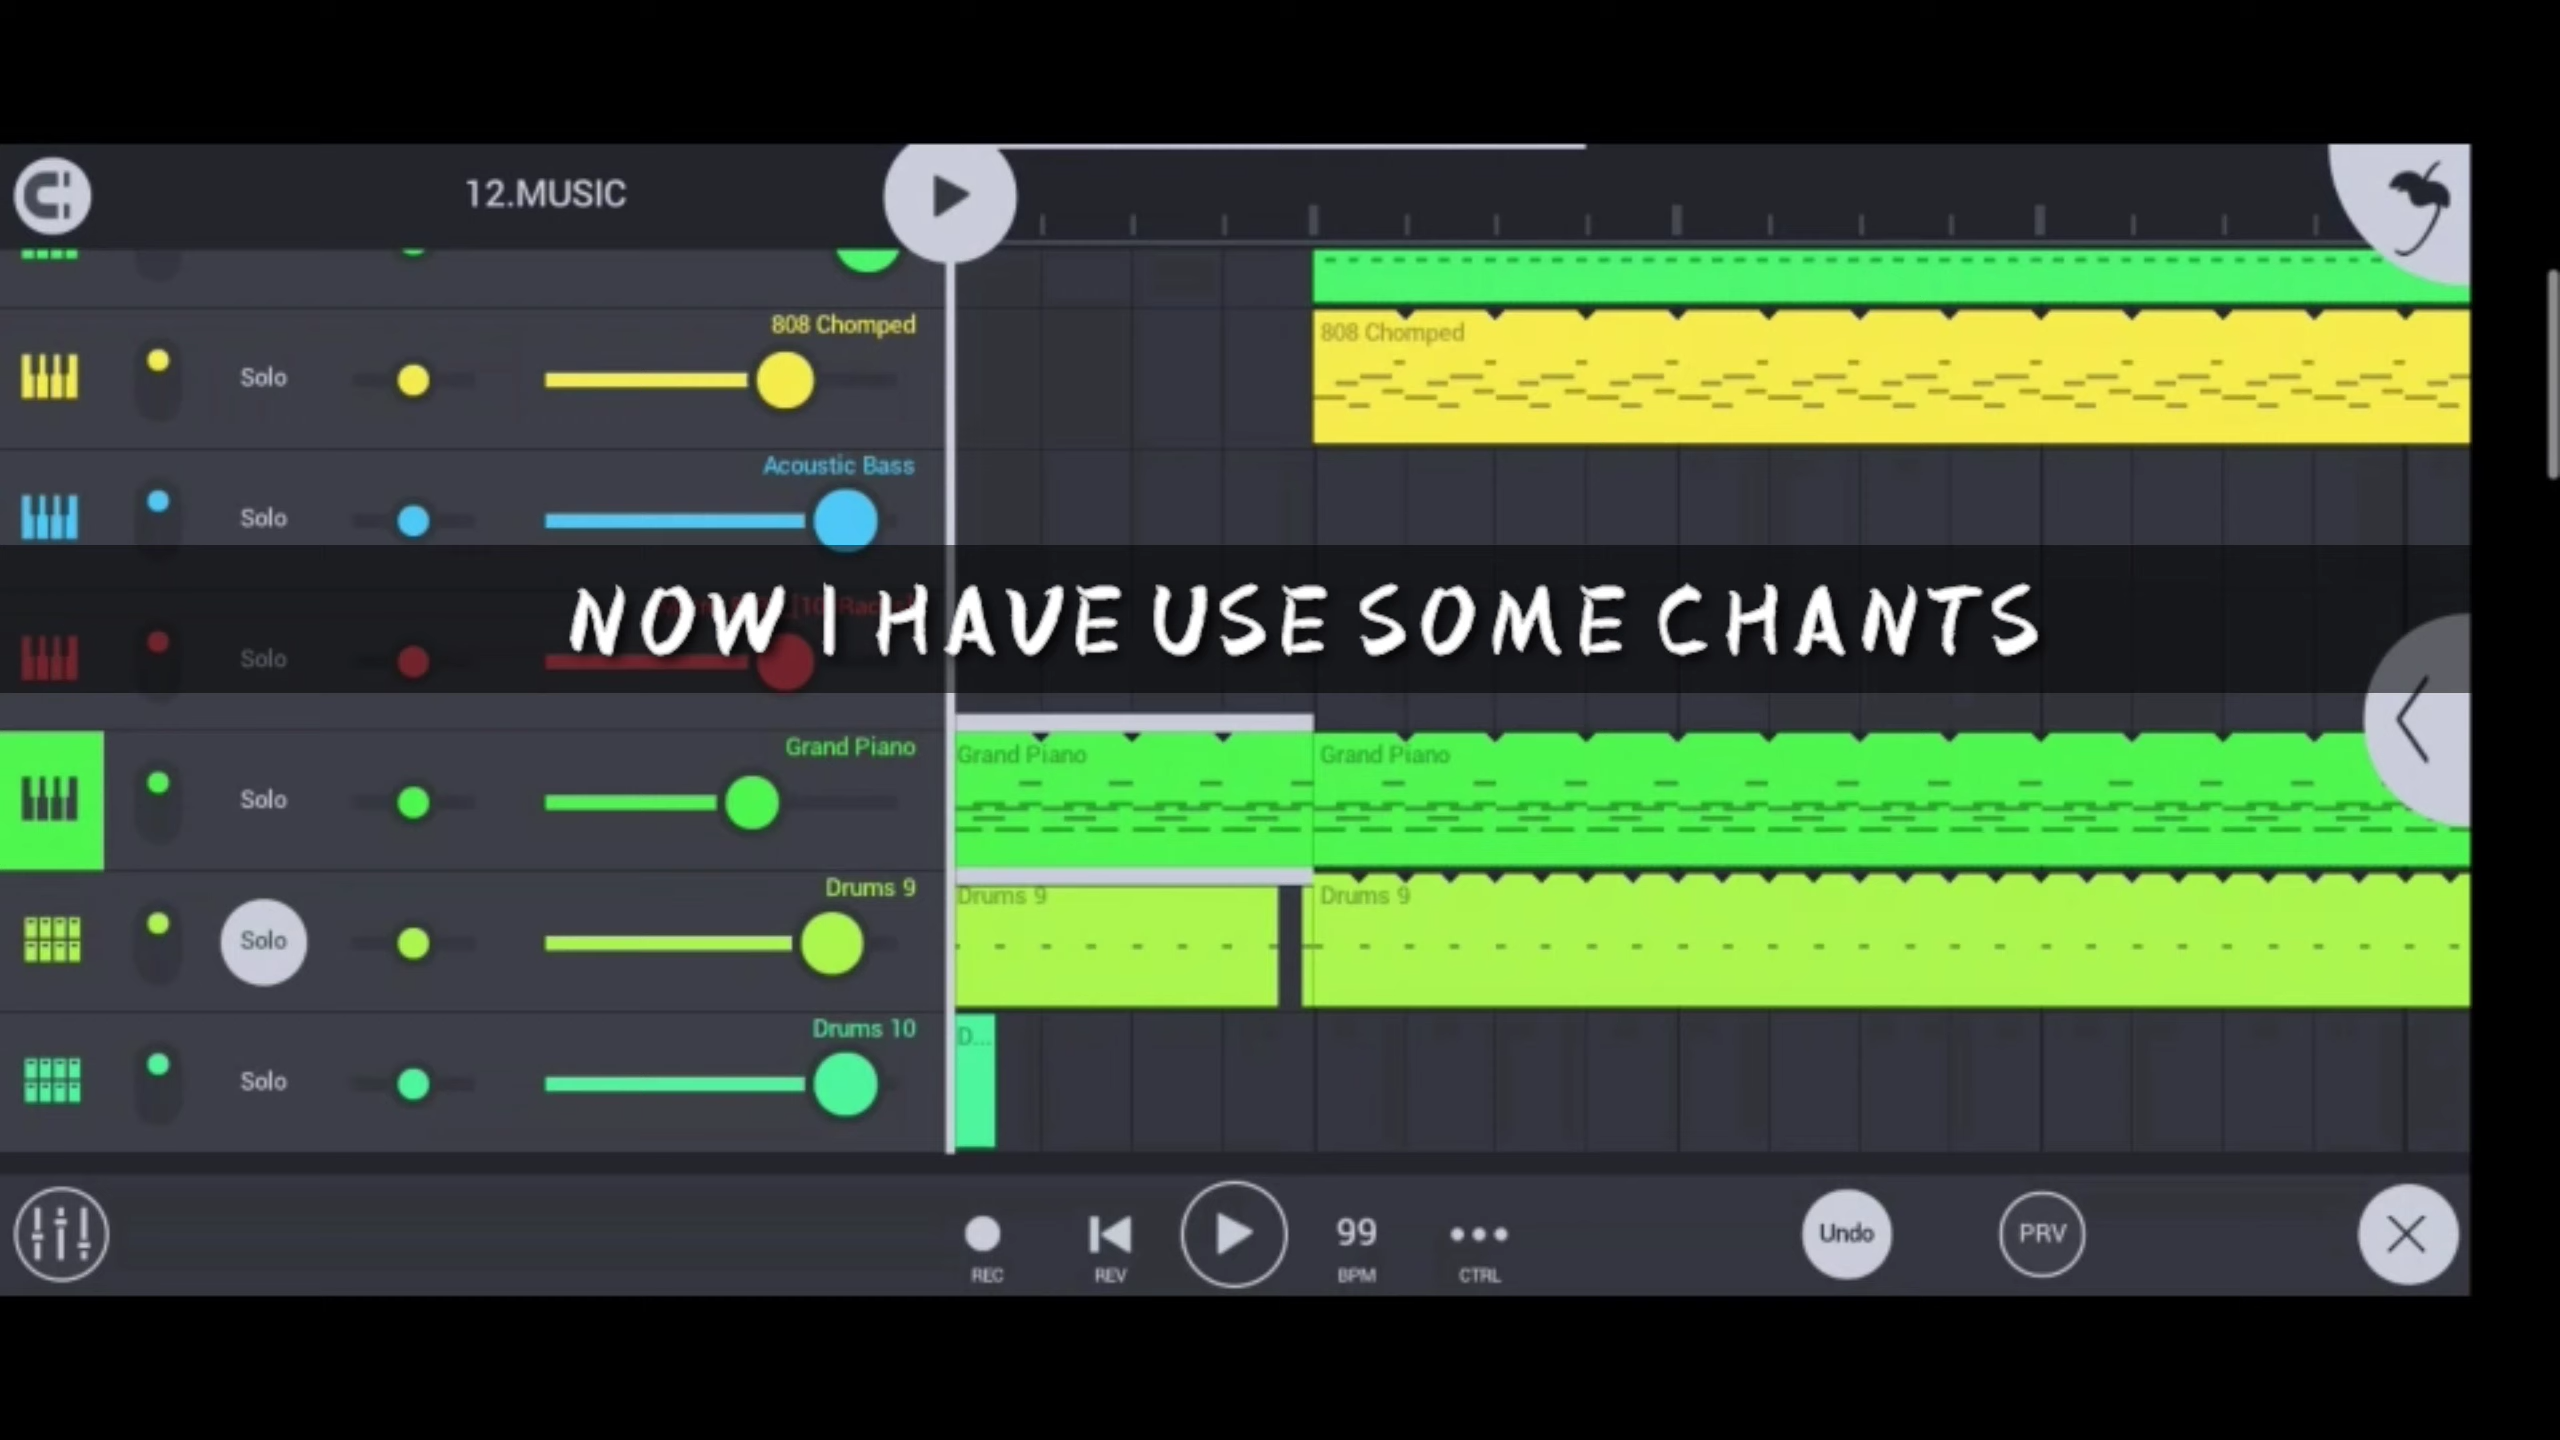 12.MUSIC
808 Chomped
808 Chomped
Solo
Acoustic Bass
Solo
NOW I HAVE USE SOME CHANTS
Solo
Grand Piano
Grand Piano
Grand Piano
Solo
Drums 9
Drums 9
Drums 9
Solo
Drums 10
D...
Solo
99
Undo
PRV
REC
REV
BPM
CTRL